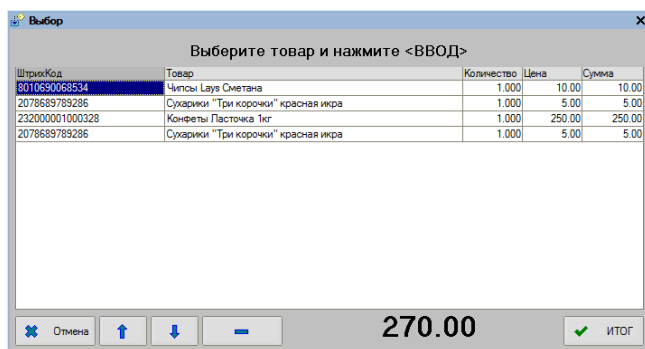 Выбор
Выберите товар и нажмите <ВВОД>
ШтрихКод Товар Количество Цена Сумма
8010690068534 Чипсы Lays Сметана 1.000 10.00 10.00
2078689789286 Сухарики "Три корочки" красная икра 1.000 5.00 5.00
232000001000328 Конфеты Ласточка 1кг 1.000 250.00 250.00
2078689789286 Сухарики "Три корочки" красная икра 1.000 5.00 5.00
Отмена 270.00 ИТОГ